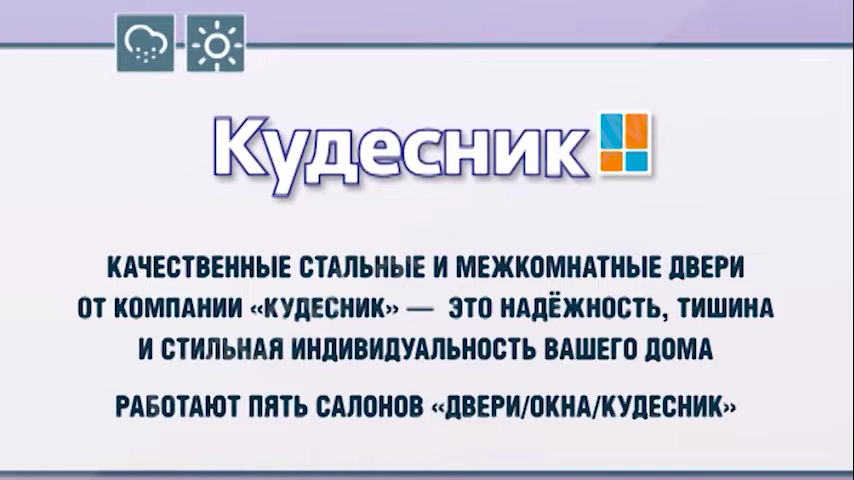 Кудесник
КАЧЕСТВЕННЫЕ СТАЛЬНЫЕ И МЕЖКОМНАТНЫЕ ДВЕРИ
ОТ КОМПАНИИ «КУДЕСНИК» — ЭТО НАДЁЖНОСТЬ, ТИШИНА
И СТИЛЬНАЯ ИНДИВИДУАЛЬНОСТЬ ВАШЕГО ДОМА
РАБОТАЮТ ПЯТЬ САЛОНОВ «ДВЕРИ/ОКНА/КУДЕСНИК»